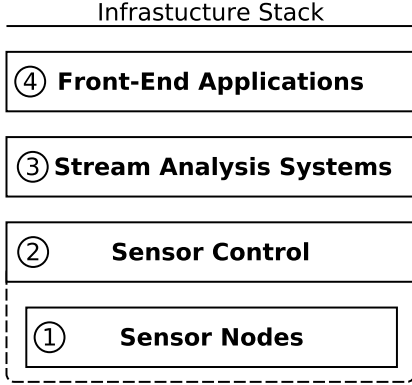 Infrastucture Stack
④ Front-End Applications
③ Stream Analysis Systems
② Sensor Control
① Sensor Nodes